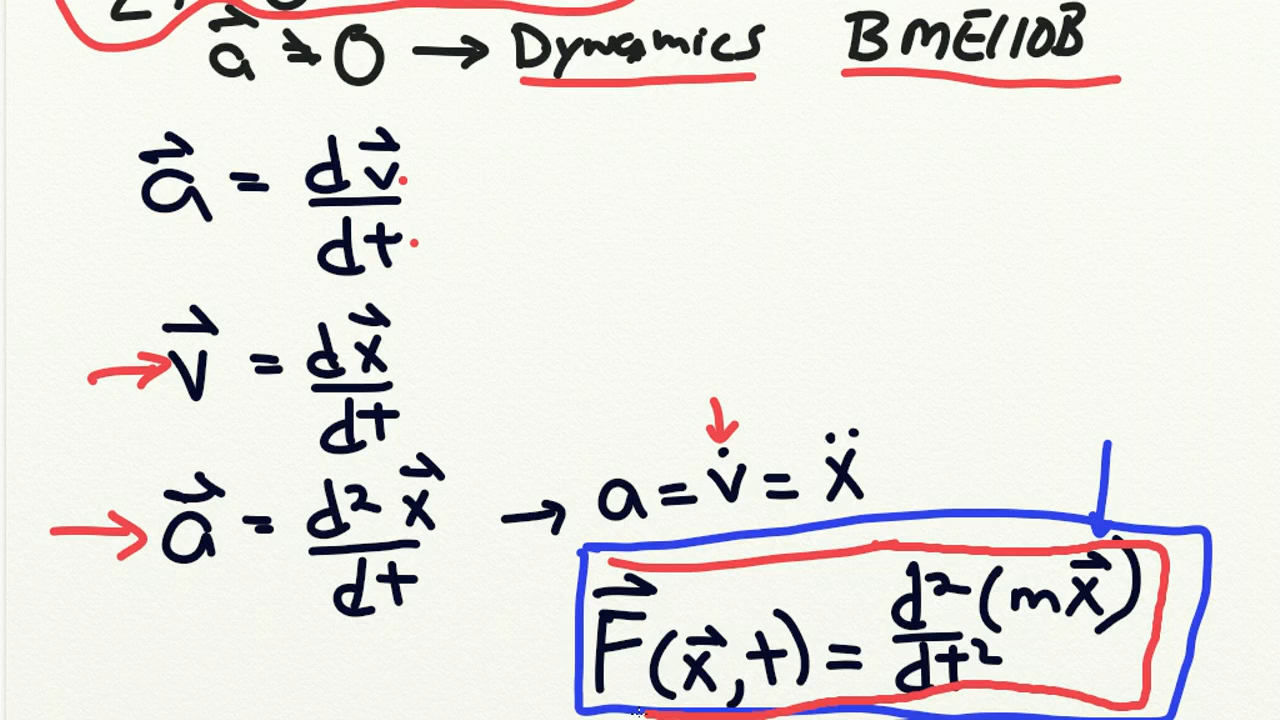 a⃗ ≠ 0 → Dynamics BME110B
a⃗ = dv⃗/dt
v⃗ = dx⃗/dt
a⃗ = d²x⃗/dt → a = v̇ = ẍ
F⃗(x⃗,t) = d²(mx⃗)/dt²